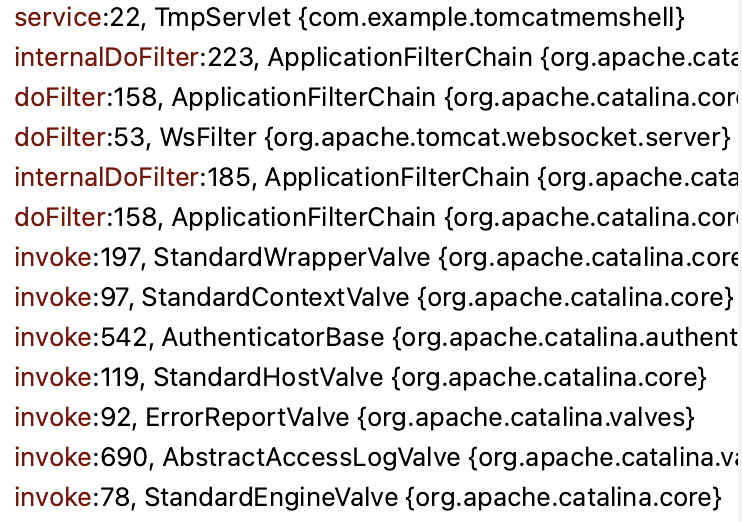 service:22, TmpServlet {com.example.tomcatmemshell}
internalDoFilter:223, ApplicationFilterChain {org.apache.cata
doFilter:158, ApplicationFilterChain {org.apache.catalina.cor
doFilter:53, WsFilter {org.apache.tomcat.websocket.server}
internalDoFilter:185, ApplicationFilterChain {org.apache.cata
doFilter:158, ApplicationFilterChain {org.apache.catalina.cor
invoke:197, StandardWrapperValve {org.apache.catalina.core
invoke:97, StandardContextValve {org.apache.catalina.core}
invoke:542, AuthenticatorBase {org.apache.catalina.authent
invoke:119, StandardHostValve {org.apache.catalina.core}
invoke:92, ErrorReportValve {org.apache.catalina.valves}
invoke:690, AbstractAccessLogValve {org.apache.catalina.va
invoke:78, StandardEngineValve {org.apache.catalina.core}